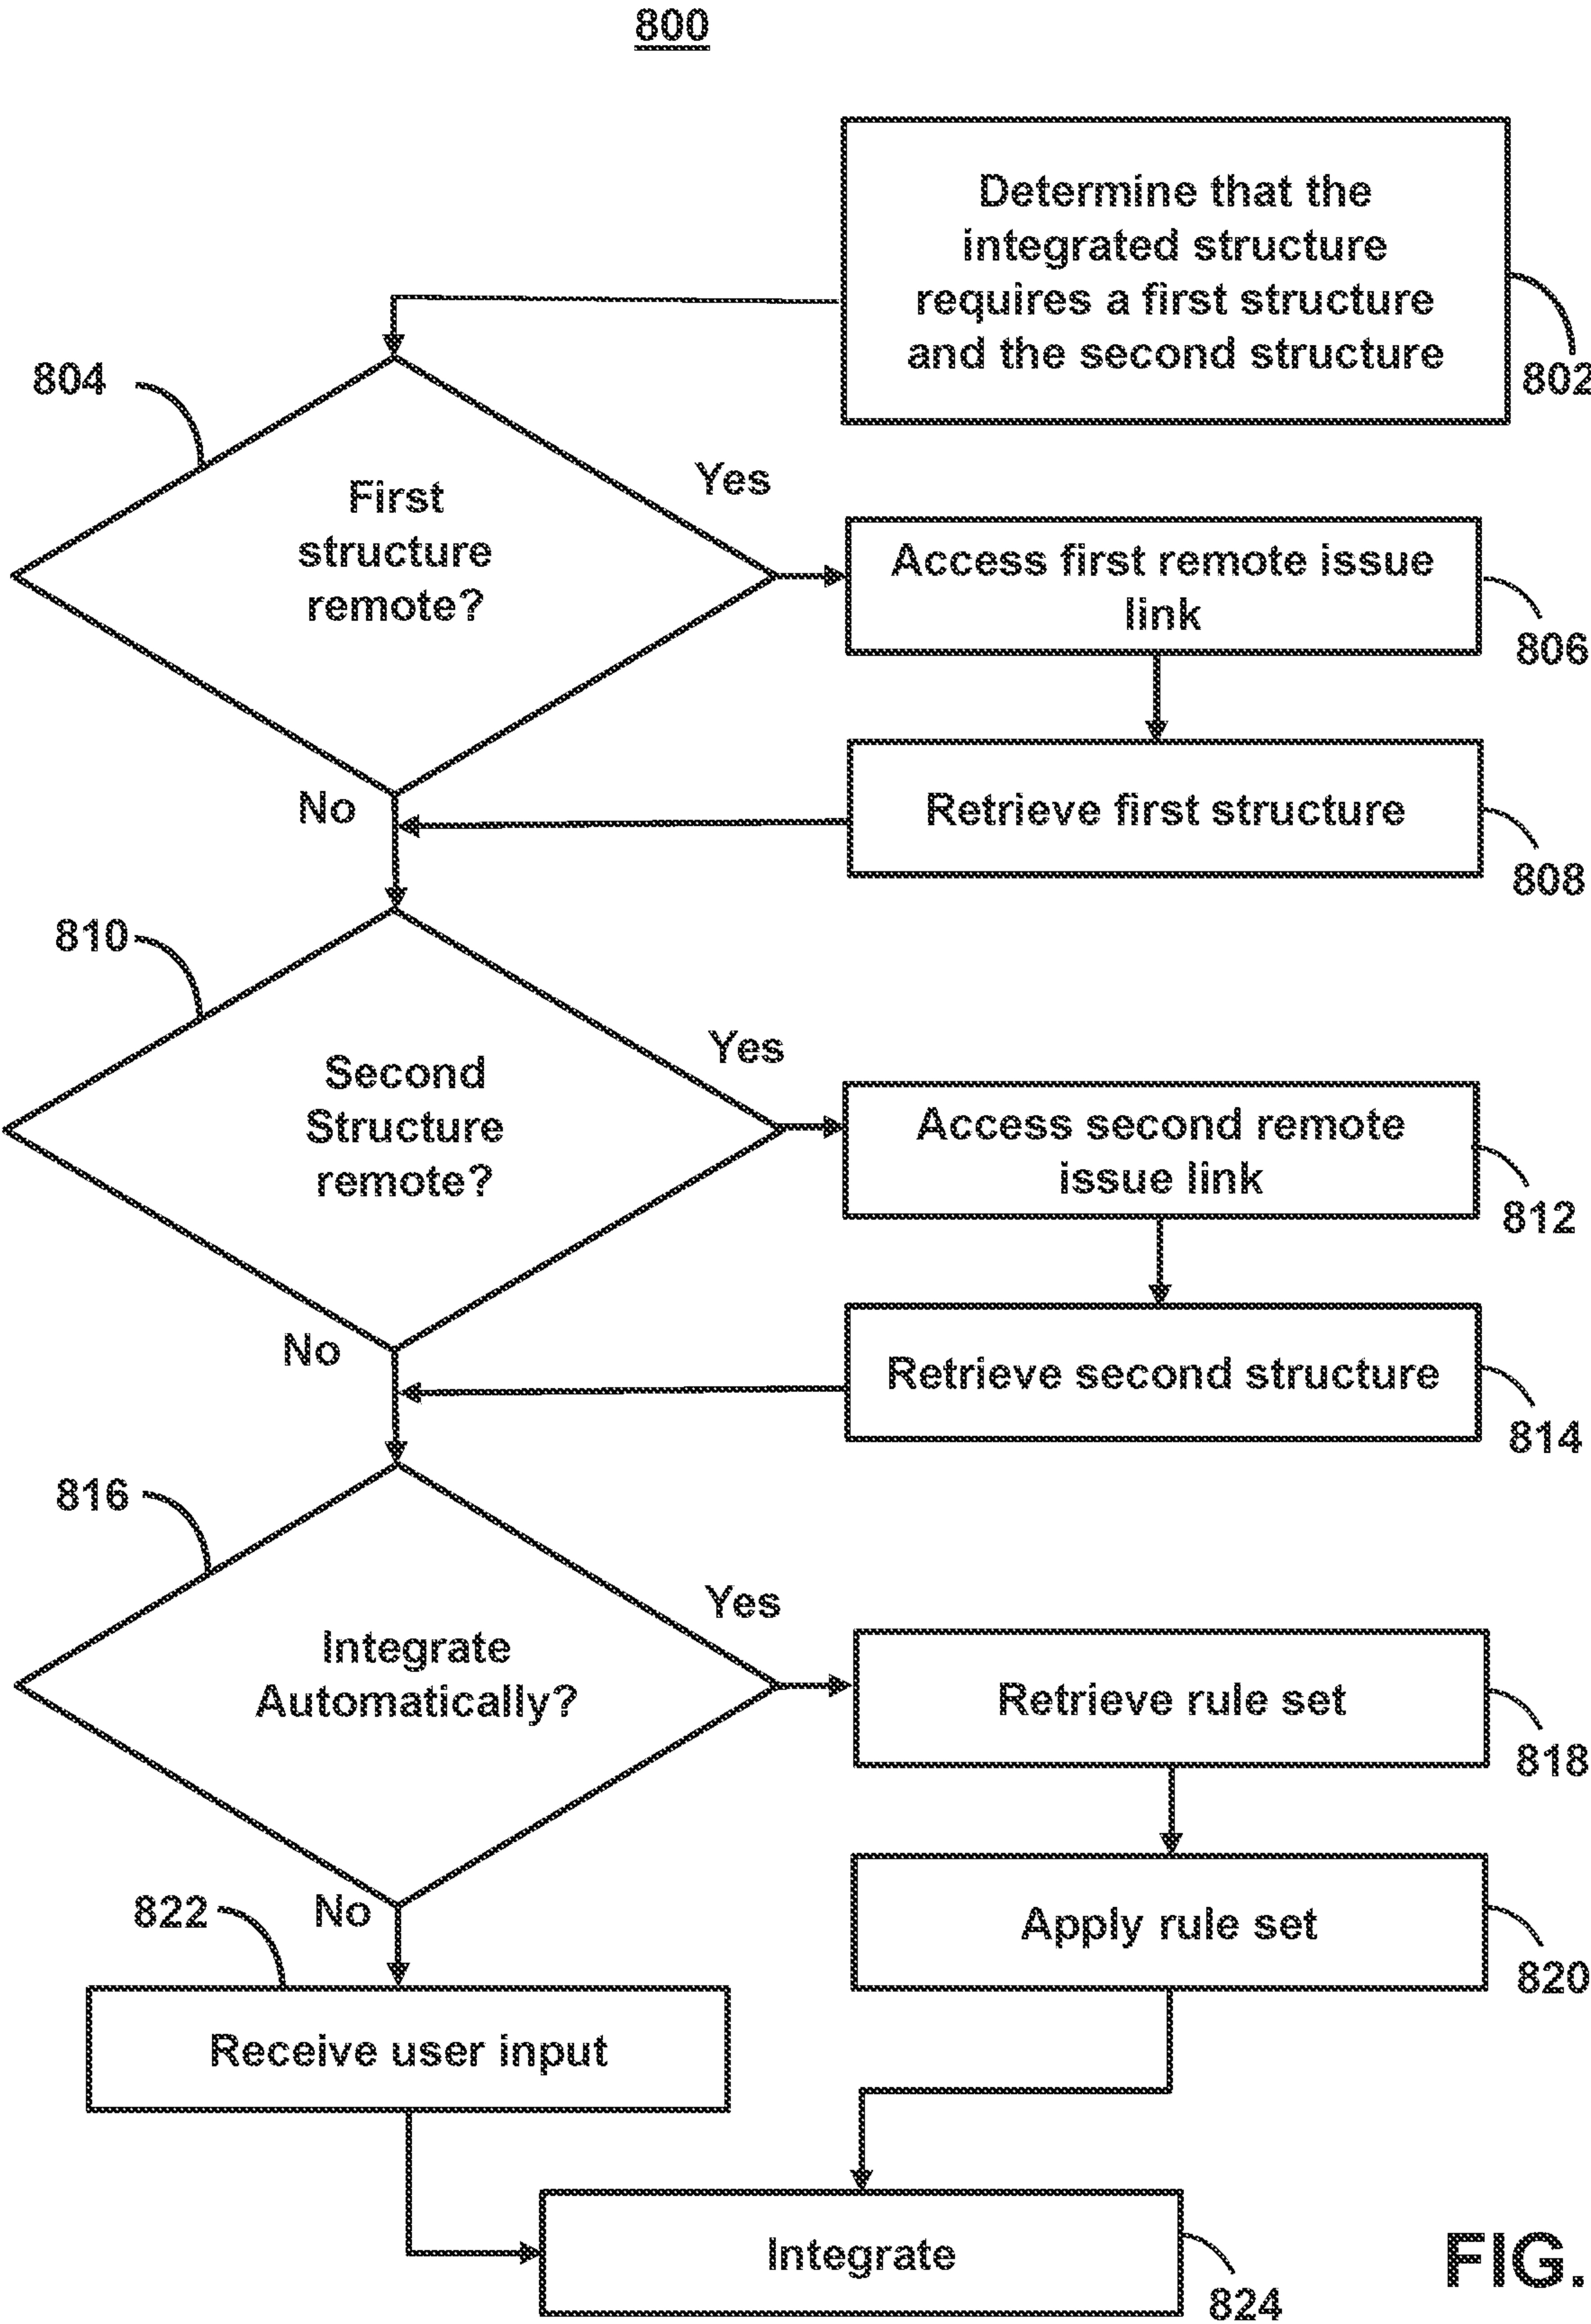 800
Determine that the
integrated structure
requires a first structure
and the second structure
802
804
First
structure
remote?
Yes
No
Access first remote issue
link
806
Retrieve first structure
808
810
Second
Structure
remote?
Yes
No
Access second remote
issue link
812
Retrieve second structure
814
816
Integrate
Automatically?
Yes
No
Retrieve rule set
818
Apply rule set
820
822
Receive user input
Integrate
824
FIG.